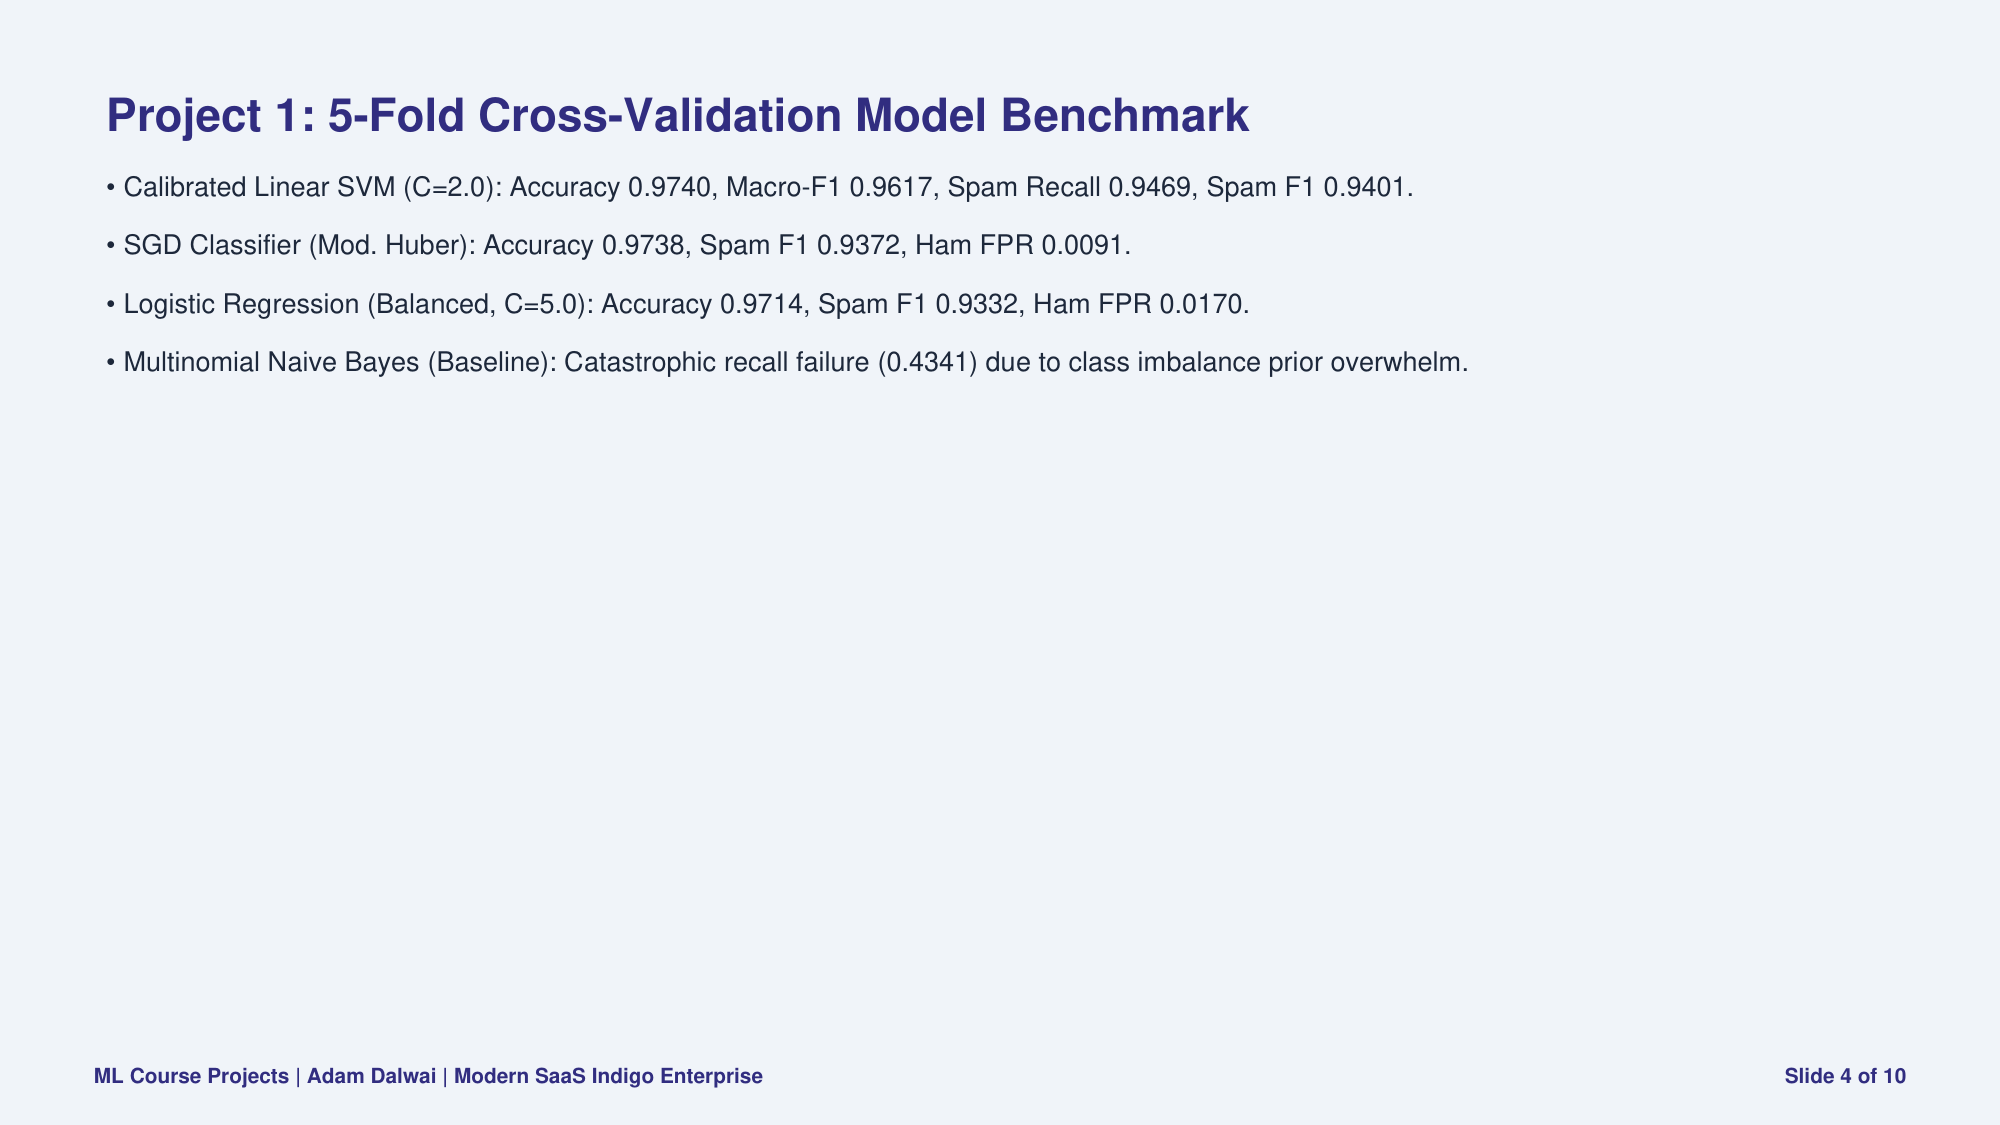 Project 1: 5-Fold Cross-Validation Model Benchmark
• Calibrated Linear SVM (C=2.0): Accuracy 0.9740, Macro-F1 0.9617, Spam Recall 0.9469, Spam F1 0.9401.
• SGD Classifier (Mod. Huber): Accuracy 0.9738, Spam F1 0.9372, Ham FPR 0.0091.
• Logistic Regression (Balanced, C=5.0): Accuracy 0.9714, Spam F1 0.9332, Ham FPR 0.0170.
• Multinomial Naive Bayes (Baseline): Catastrophic recall failure (0.4341) due to class imbalance prior overwhelm.
ML Course Projects | Adam Dalwai | Modern SaaS Indigo Enterprise
Slide 4 of 10